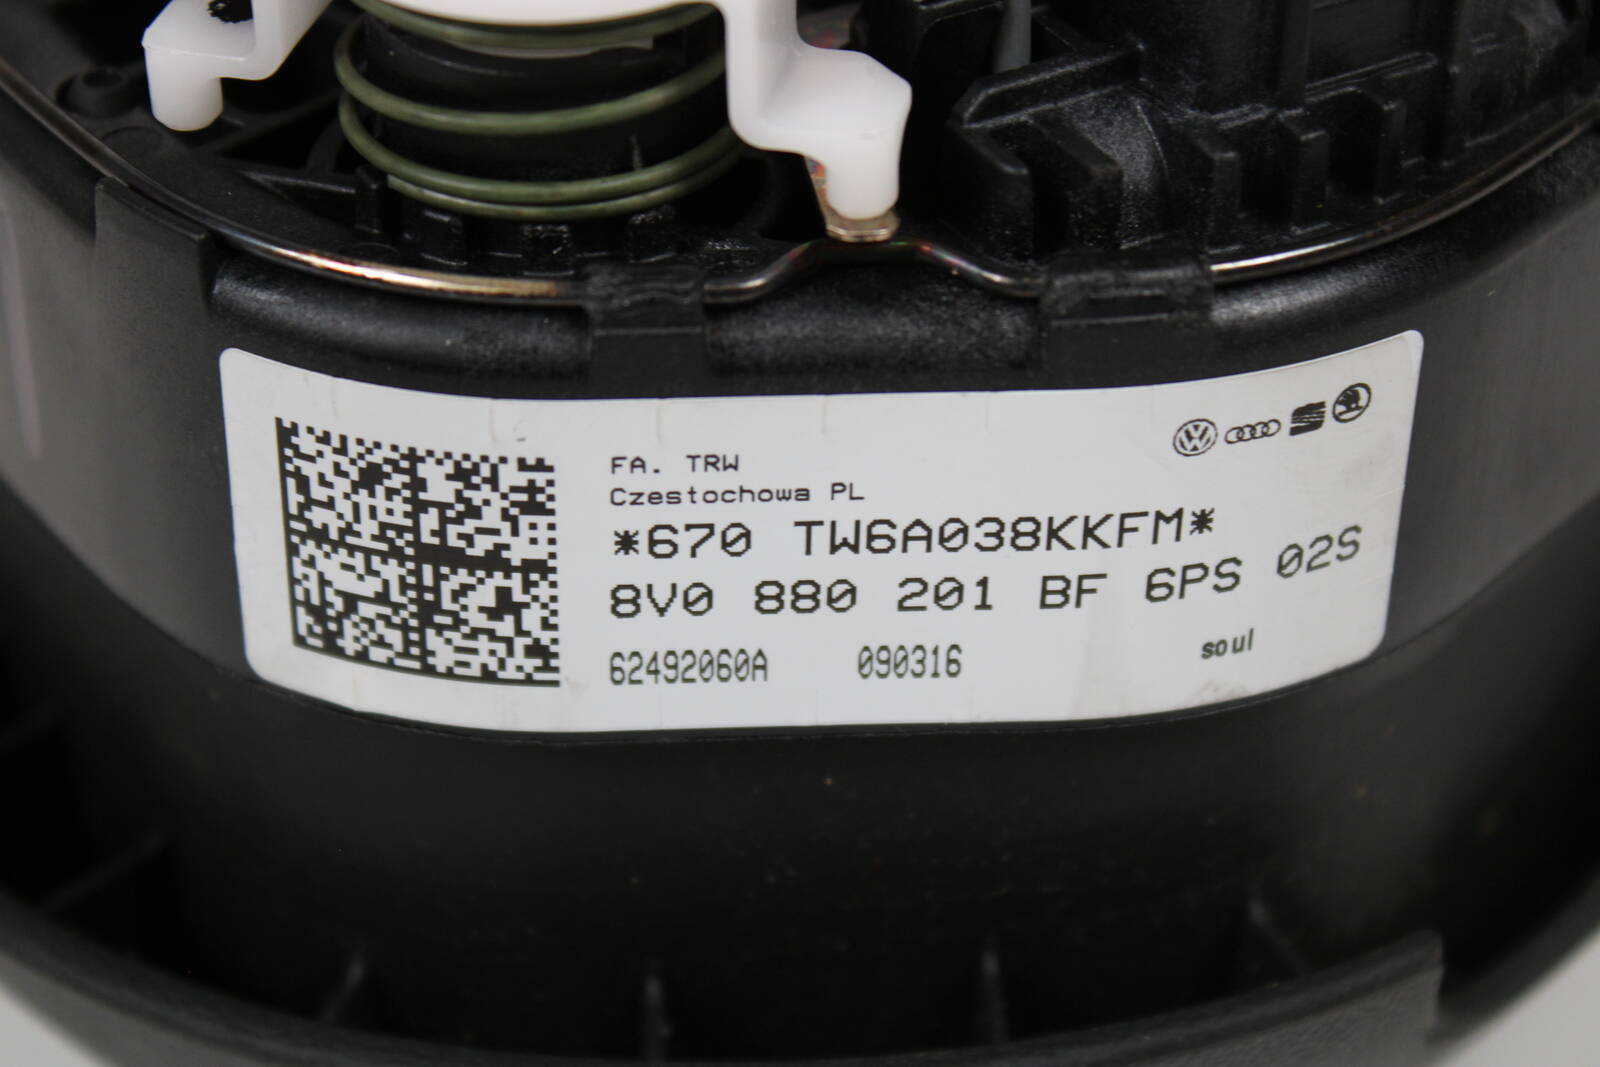 FA. TRW
Czestochowa PL
*670 TW6A038KKFM*
8V0 880 201 BF 6PS 02S
62492060A 090316
soul